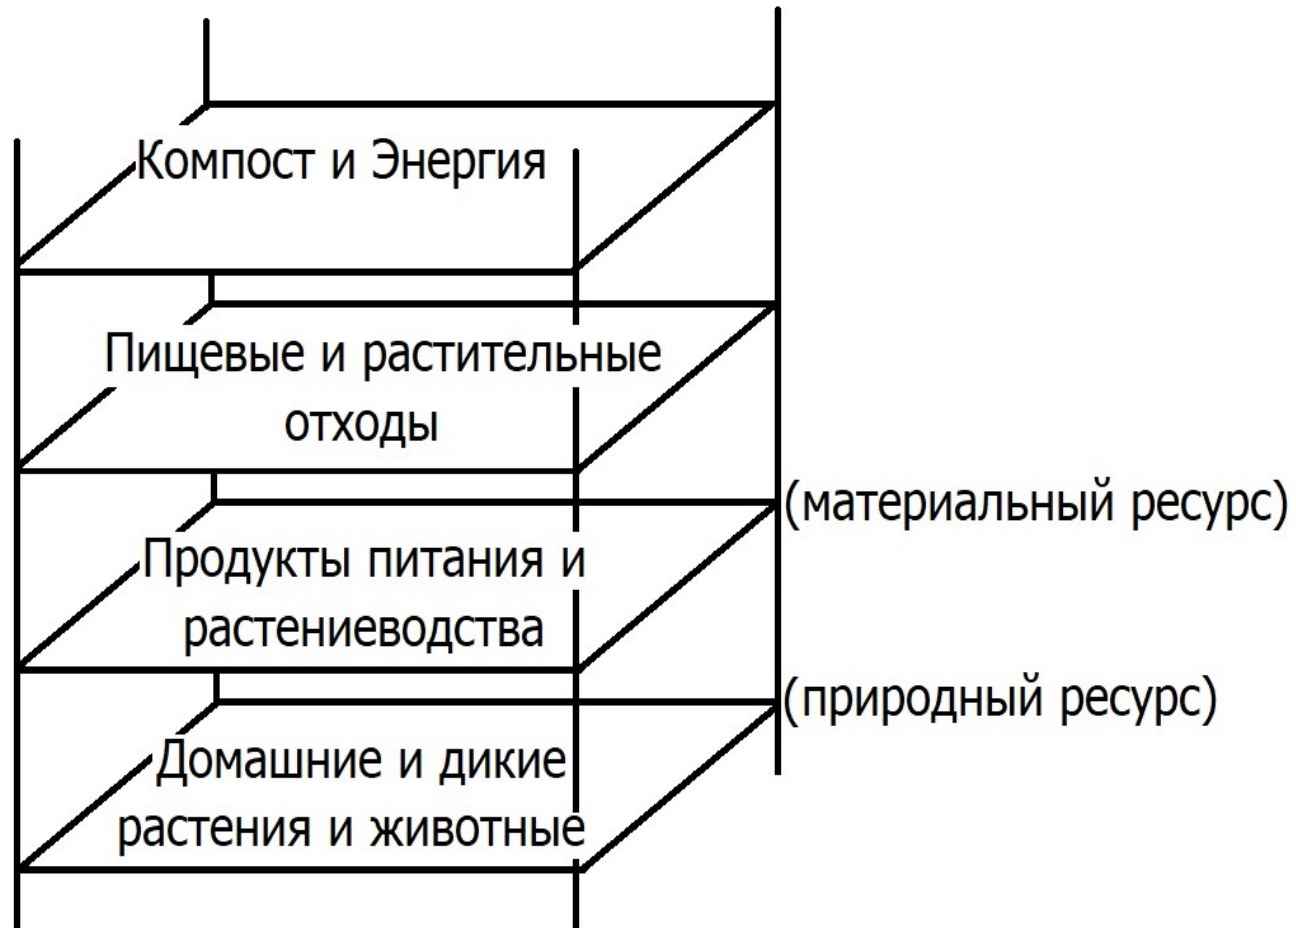 Компост и Энергия
Пищевые и растительные
отходы
(материальный ресурс)
Продукты питания и
растениеводства
(природный ресурс)
Домашние и дикие
растения и животные